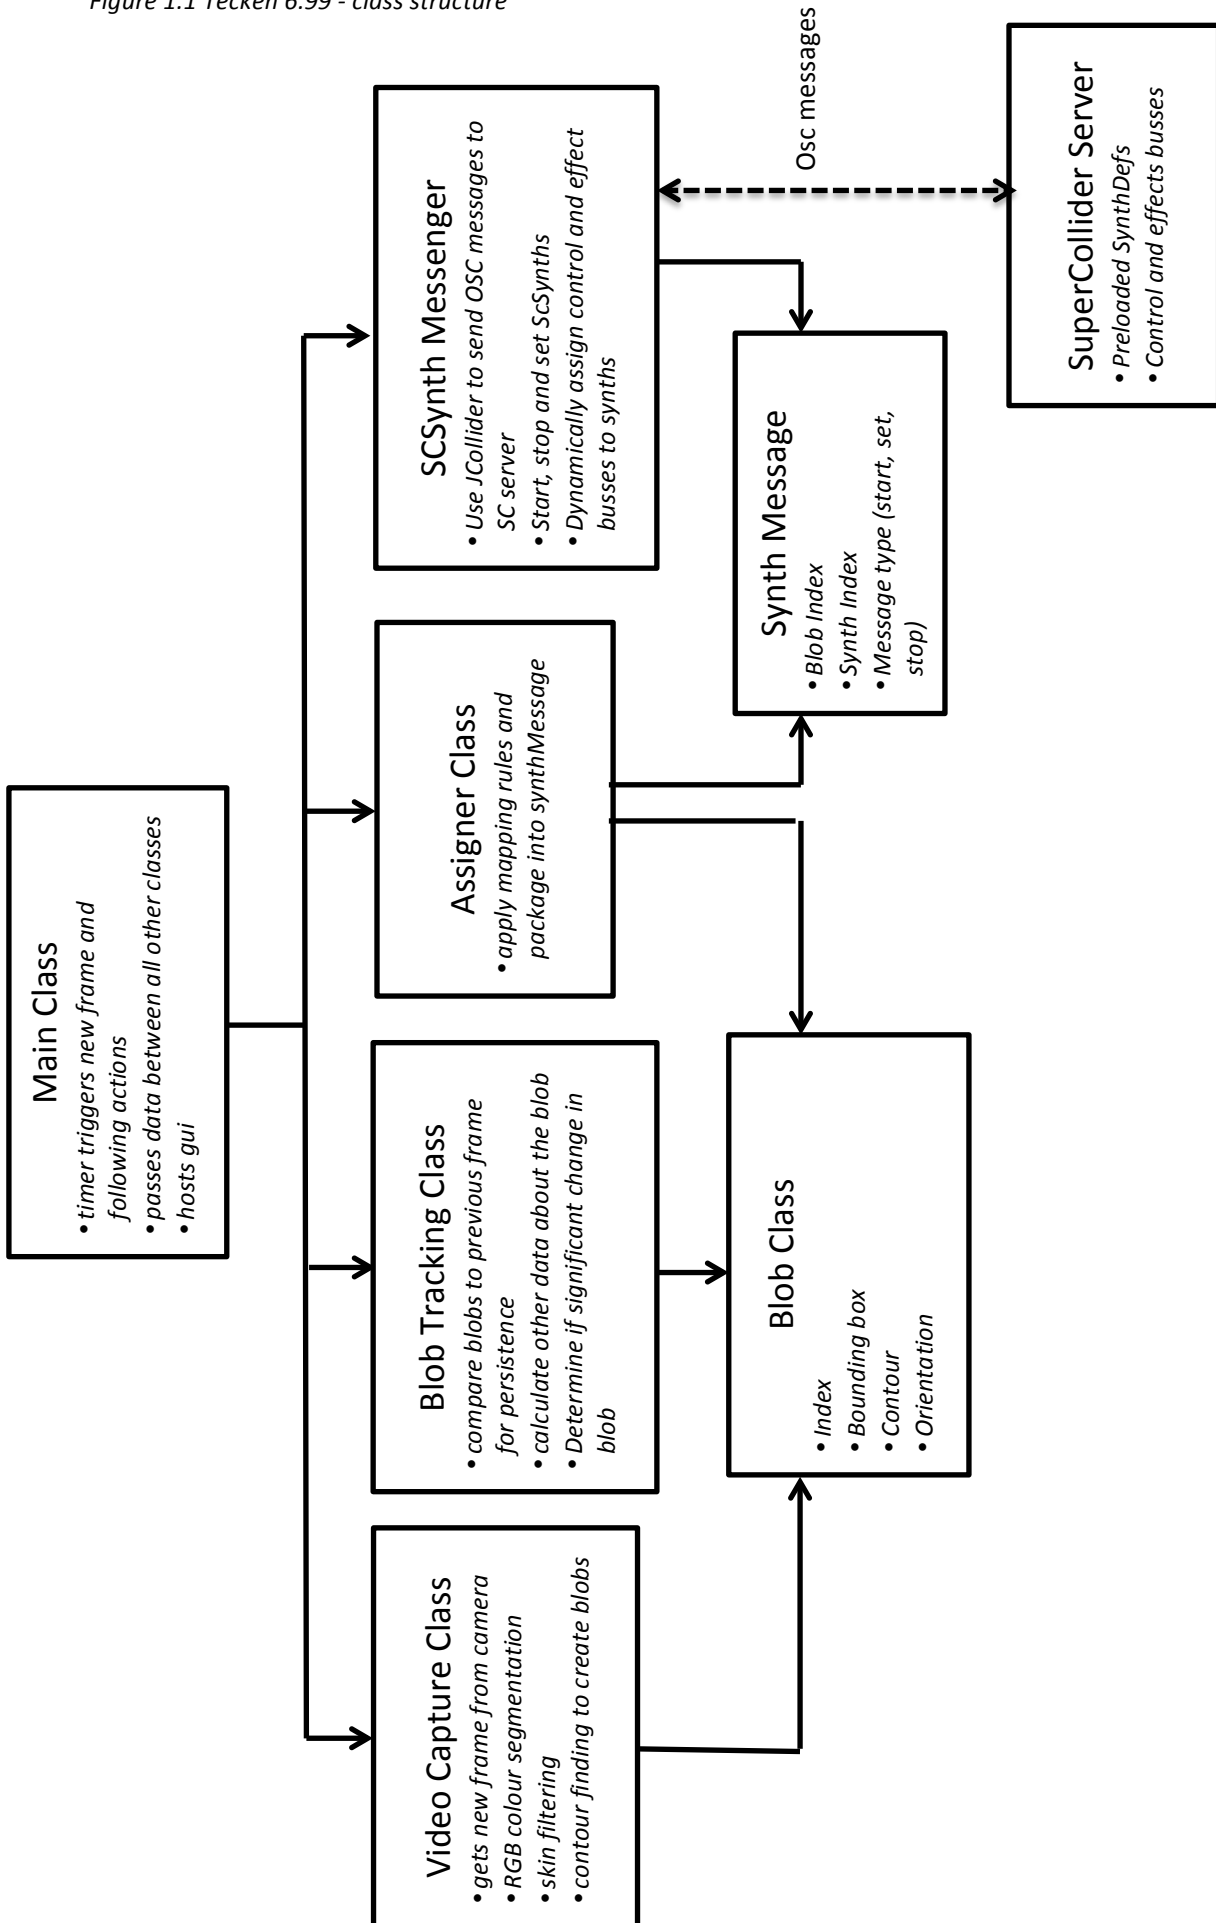 Figure 1.1 Tecken 6.99 - class structure
Main Class
• timer triggers new frame and
following actions
• passes data between all other classes
• hosts gui
Video Capture Class
• gets new frame from camera
• RGB colour segmentation
• skin filtering
• contour finding to create blobs
Blob Tracking Class
• compare blobs to previous frame
for persistence
• calculate other data about the blob
• Determine if significant change in
blob
Assigner Class
• apply mapping rules and
package into synthMessage
SCSynth Messenger
• Use JCollider to send OSC messages to
SC server
• Start, stop and set ScSynths
• Dynamically assign control and effect
busses to synths
Blob Class
• Index
• Bounding box
• Contour
• Orientation
Synth Message
• Blob Index
• Synth Index
• Message type (start, set,
stop)
Osc messages
SuperCollider Server
• Preloaded SynthDefs
• Control and effects busses